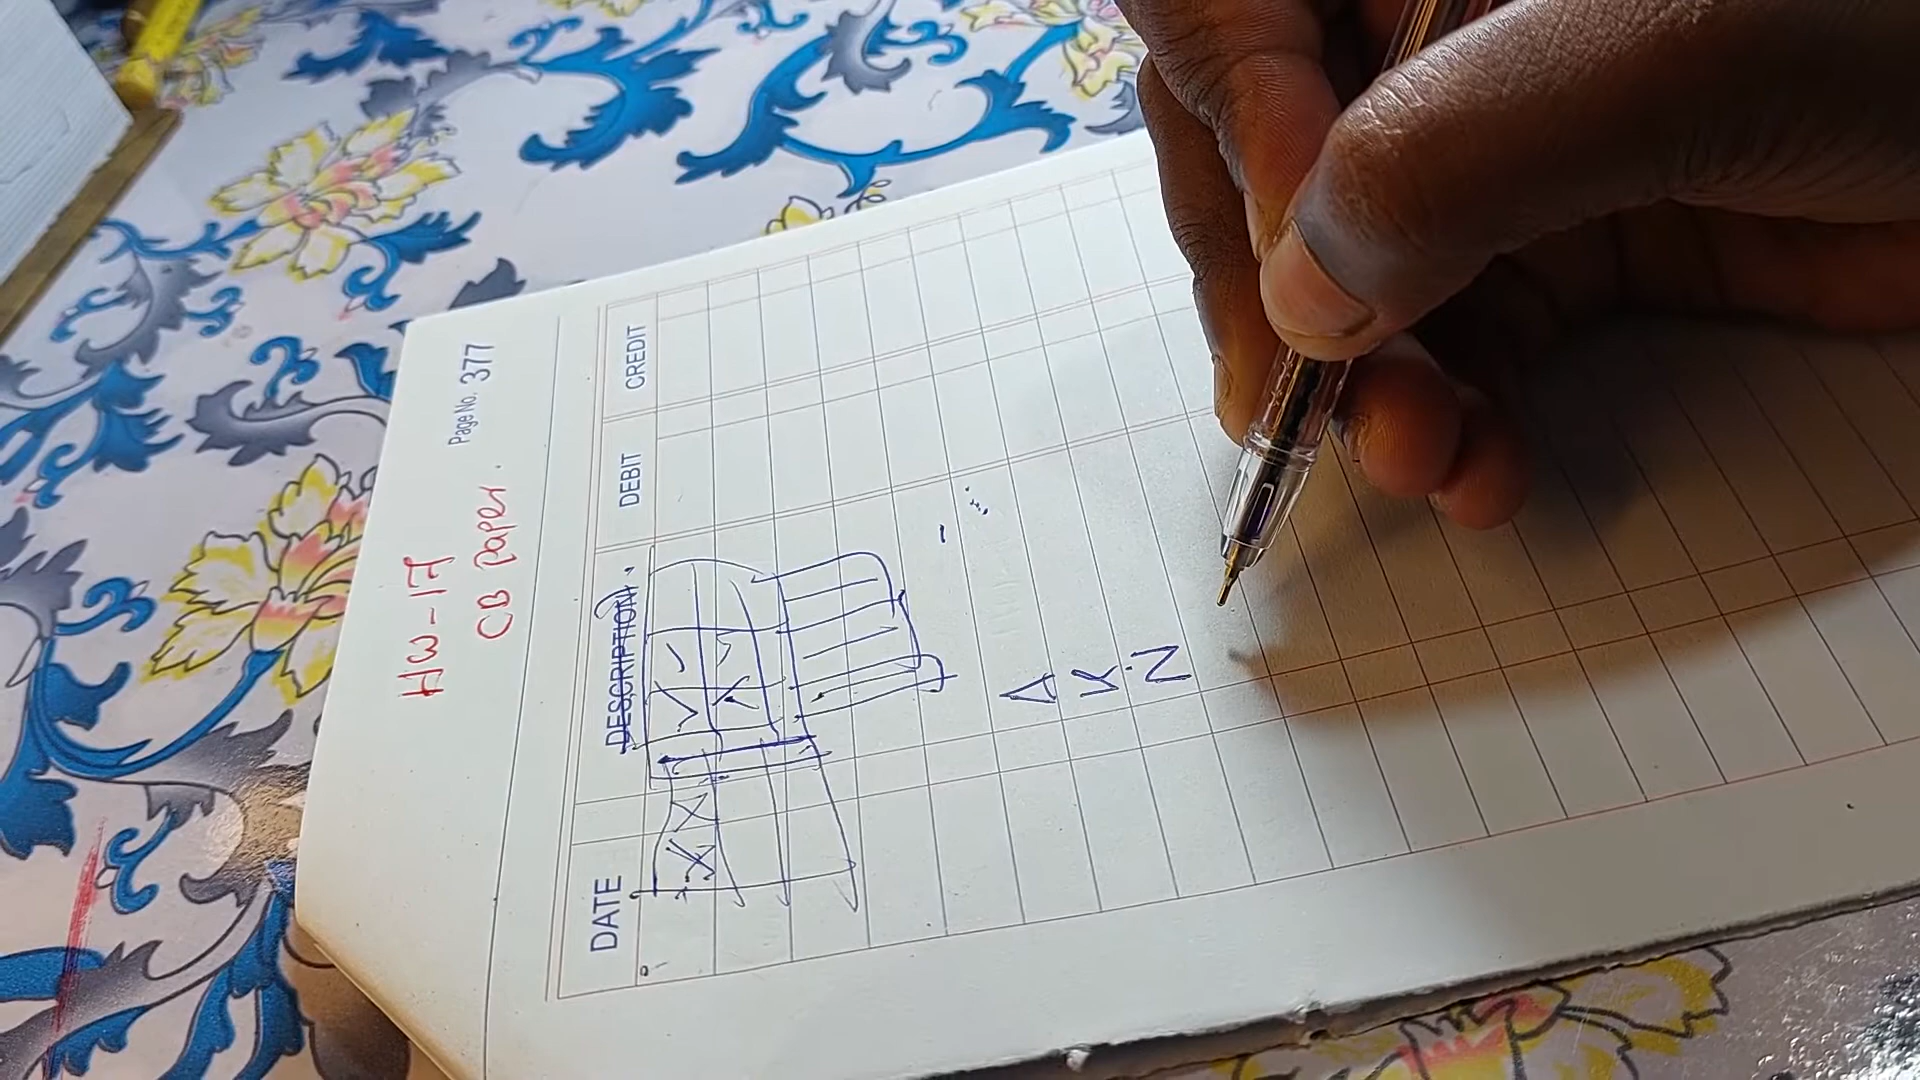 HW-17
CB Paper.
Page No. 377
DATE DESCRIPTION DEBIT CREDIT
A
K
N